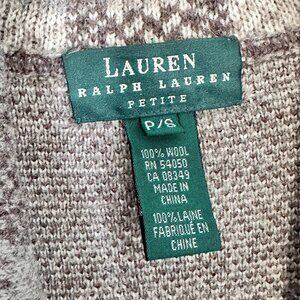 LAUREN
RALPH LAUREN
PETITE
P/S
100% WOOL
RN 54050
CA 08349
MADE IN
CHINA
100% LAINE
FABRIQUÉ EN
CHINE